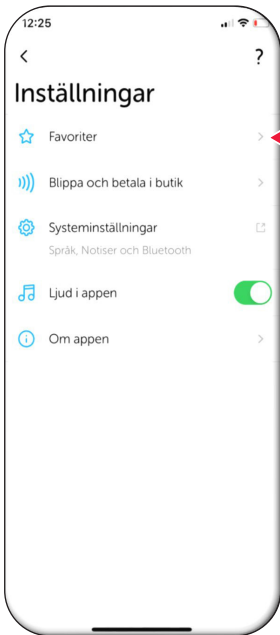 12:25
?
Inställningar
Favoriter
Blippa och betala i butik
Systeminställningar
Språk, Notiser och Bluetooth
Ljud i appen
Om appen